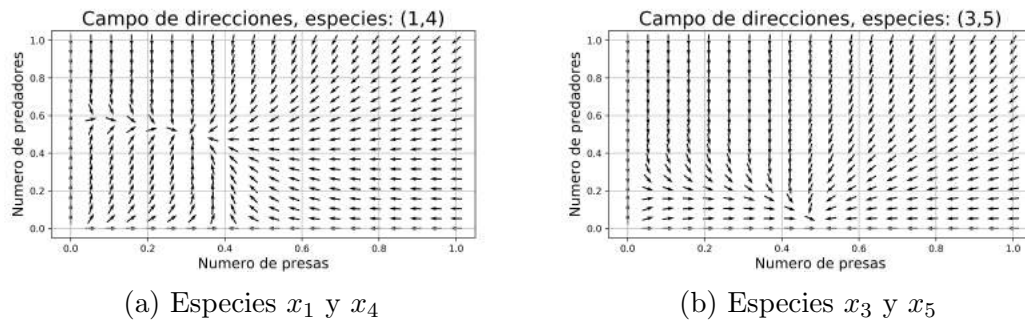 Campo de direcciones, especies: (1,4)
Numero de predadores
1.0
0.8
0.6
0.4
0.2
0.0
0.0 0.2 0.4 0.6 0.8 1.0
Numero de presas
(a) Especies x₁ y x₄
Campo de direcciones, especies: (3,5)
Numero de predadores
1.0
0.8
0.6
0.4
0.2
0.0
0.0 0.2 0.4 0.6 0.8 1.0
Numero de presas
(b) Especies x₃ y x₅